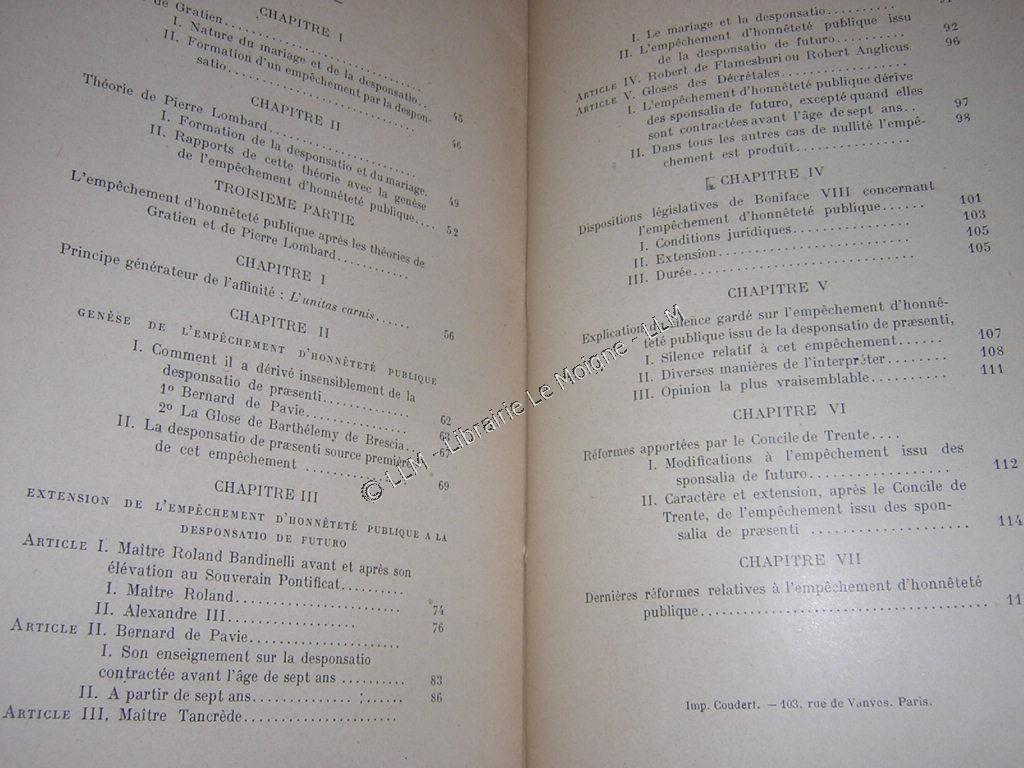 CHAPITRE I
de Gratien
I. Nature du mariage et de la desponsatio
II. Formation d'un empêchement par la despon-
satio 45
CHAPITRE II
Théorie de Pierre Lombard 46
I. Formation de la desponsatio et du mariage.
II. Rapports de cette théorie avec la genèse
de l'empêchement d'honnêteté publique 49
TROISIEME PARTIE 52
L'empêchement d'honnêteté publique après les théories de
Gratien et de Pierre Lombard
CHAPITRE I
Principe générateur de l'affinité : L'unitas carnis
CHAPITRE II 56
GENÈSE DE L'EMPÊCHEMENT D'HONNÊTETÉ PUBLIQUE
I. Comment il a dérivé insensiblement de la
desponsatio de præsenti
1º Bernard de Pavie 62
2º La Glose de Barthélemy de Brescia
II. La desponsatio de præsenti source première
de cet empêchement
69
CHAPITRE III
EXTENSION DE L'EMPÊCHEMENT D'HONNÊTETÉ PUBLIQUE A LA
DESPONSATIO DE FUTURO
ARTICLE I. Maître Roland Bandinelli avant et après son
élévation au Souverain Pontificat
I. Maître Roland 74
II. Alexandre III 76
ARTICLE II. Bernard de Pavie
I. Son enseignement sur la desponsatio
contractée avant l'âge de sept ans 83
II. A partir de sept ans 86
ARTICLE III, Maître Tancrède
I. Le mariage et la desponsatio
II. L'empêchement d'honnêteté publique issu
de la desponsatio de futuro 92
ARTICLE IV. Robert de Flamesburi ou Robert Anglicus 96
ARTICLE V. Gloses des Décrétales
I. L'empêchement d'honnêteté publique dérive
des sponsalia de futuro, excepté quand elles
sont contractées avant l'âge de sept ans 97
II. Dans tous les autres cas de nullité l'empê-
chement est produit 98
CHAPITRE IV
Dispositions législatives de Boniface VIII concernant
l'empêchement d'honnêteté publique 101
I. Conditions juridiques 103
II. Extension 105
III. Durée 105
CHAPITRE V
Explication du silence gardé sur l'empêchement d'honnê-
teté publique issu de la desponsatio de præsenti,
I. Silence relatif à cet empêchement 107
II. Diverses manières de l'interpréter 108
III. Opinion la plus vraisemblable 111
CHAPITRE VI
Réformes apportées par le Concile de Trente
I. Modifications à l'empêchement issu des
sponsalia de futuro 112
II. Caractère et extension, après le Concile de
Trente, de l'empêchement issu des spon-
salia de præsenti 114
CHAPITRE VII
Dernières réformes relatives à l'empêchement d'honnêteté
publique 11
Imp. Coudert. — 103, rue de Vanves. Paris.
© LLM - Librairie Le Moigne - LLM